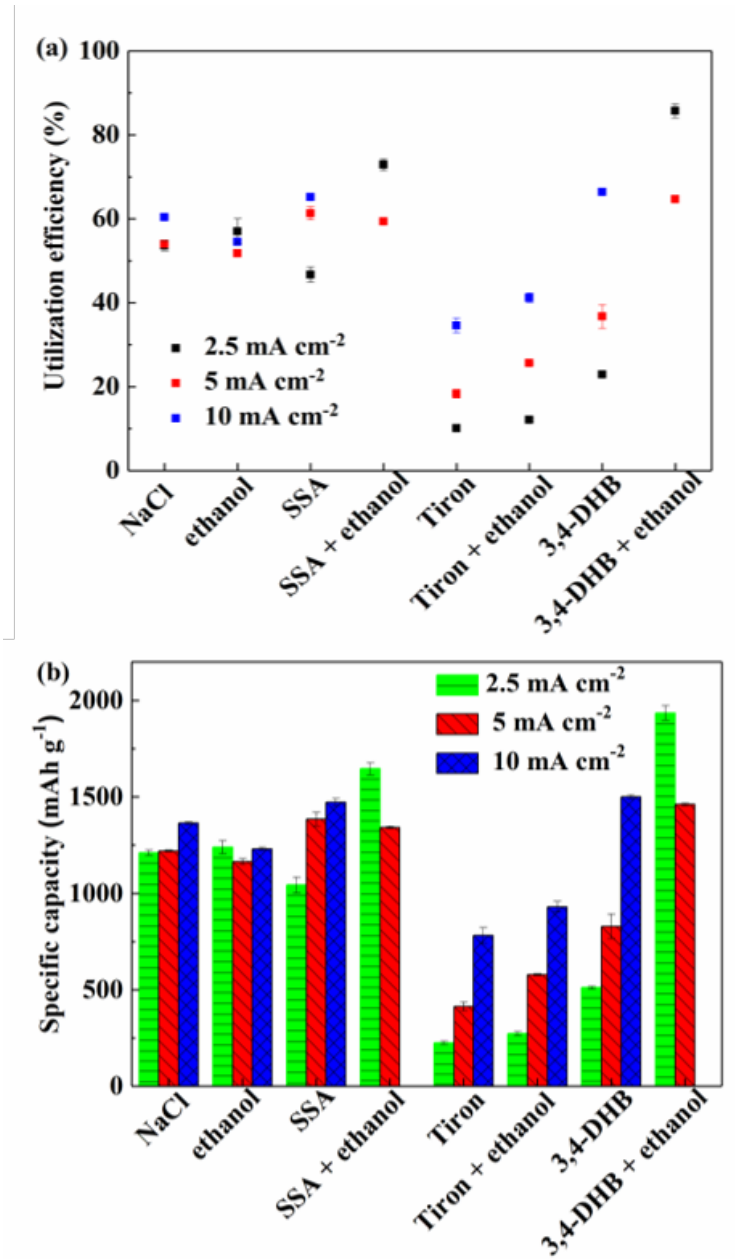 (a)
100
80
60
40
20
0
Utilization efficiency (%)
2.5 mA cm⁻²
5 mA cm⁻²
10 mA cm⁻²
NaCl
ethanol
SSA
SSA + ethanol
Tiron
Tiron + ethanol
3,4-DHB
3,4-DHB + ethanol
(b)
2000
1500
1000
500
0
Specific capacity (mAh g⁻¹)
2.5 mA cm⁻²
5 mA cm⁻²
10 mA cm⁻²
NaCl
ethanol
SSA
SSA + ethanol
Tiron
Tiron + ethanol
3,4-DHB
3,4-DHB + ethanol